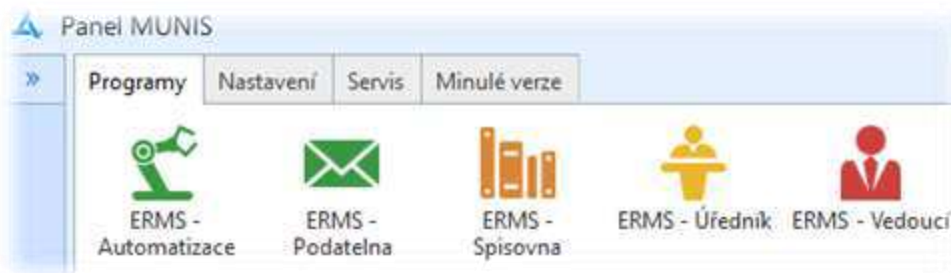 Panel MUNIS
»
Programy Nastavení Servis Minulé verze
ERMS - Automatizace
ERMS - Podatelna
ERMS - Spisovna
ERMS - Úředník
ERMS - Vedoucí